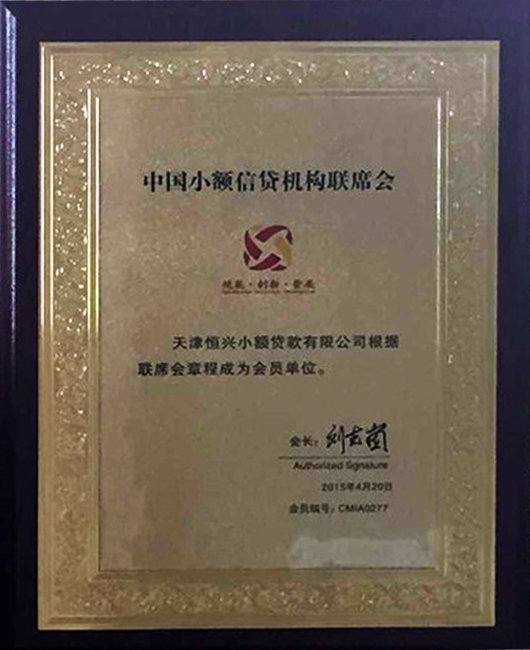 中国小额信贷机构联席会
规范·创新·发展
天津恒兴小额贷款有限公司根据
联席会章程成为会员单位。
会长：
Authorized Signature
2015年4月20日
会员编号：CMIA0277